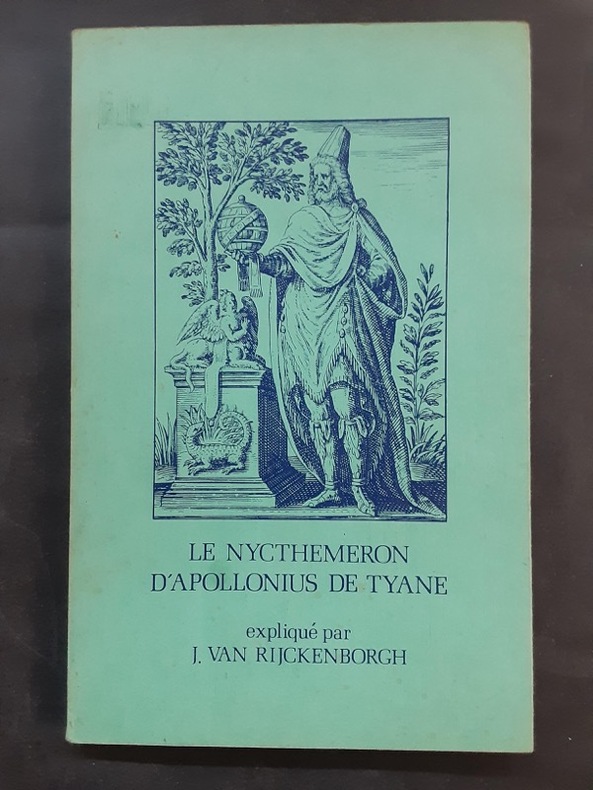 LE NYCTHEMERON
D'APOLLONIUS DE TYANE
expliqué par
J. VAN RIJCKENBORGH